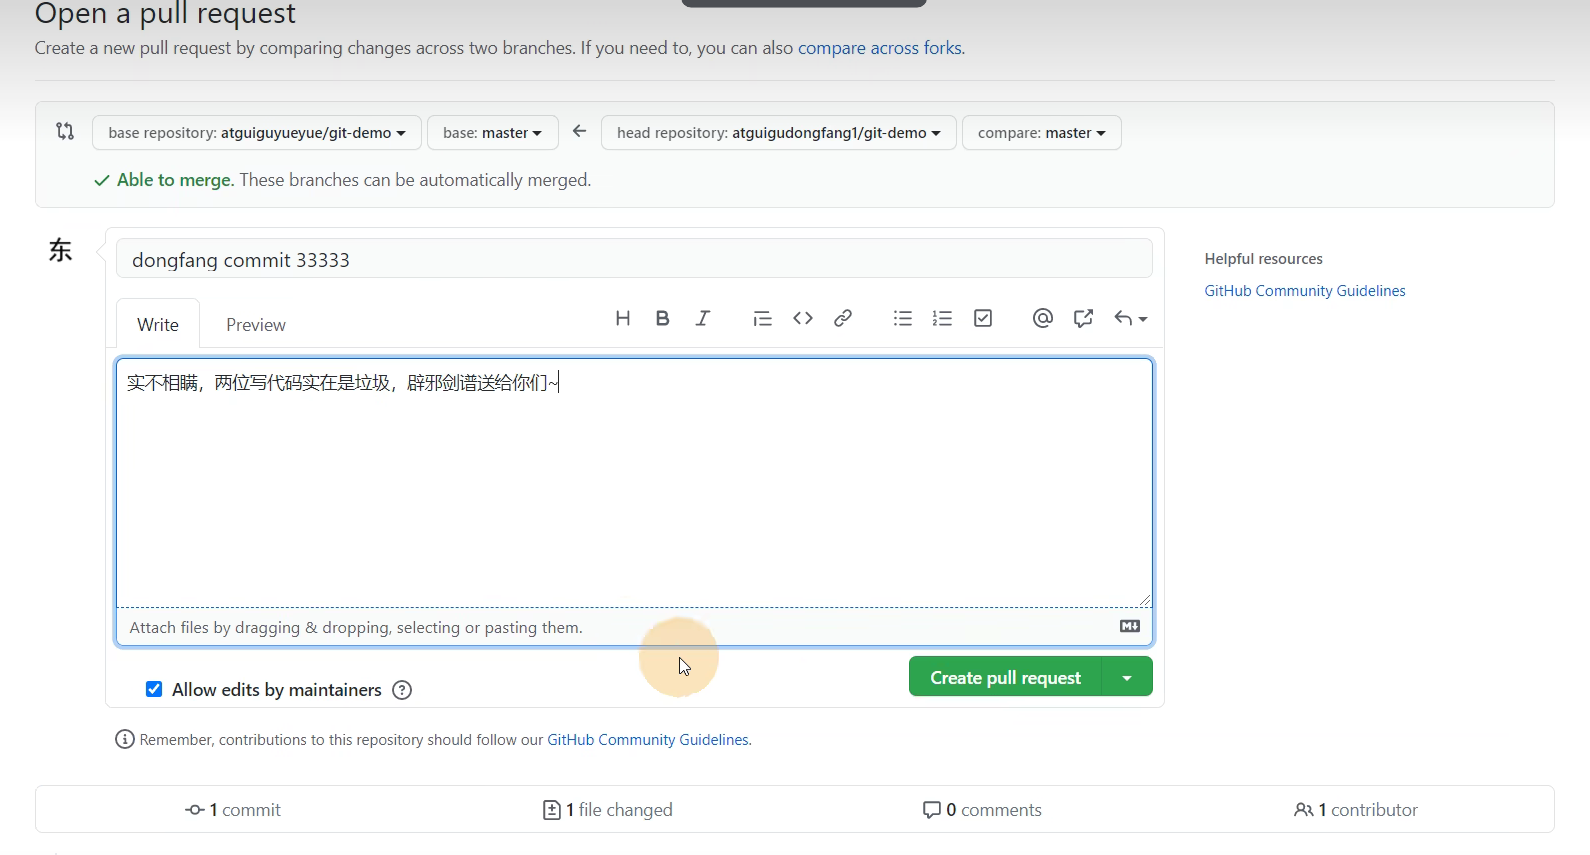 Open a pull request
Create a new pull request by comparing changes across two branches. If you need to, you can also compare across forks.
base repository: atguiguyueyue/git-demo base: master head repository: atguigudongfang1/git-demo compare: master
Able to merge. These branches can be automatically merged.
东
dongfang commit 33333
Helpful resources
GitHub Community Guidelines
Write Preview H B I @
实不相瞒，两位写代码实在是垃圾，辟邪剑谱送给你们~
Attach files by dragging & dropping, selecting or pasting them.
Allow edits by maintainers ?
Create pull request
Remember, contributions to this repository should follow our GitHub Community Guidelines.
1 commit 1 file changed 0 comments 1 contributor